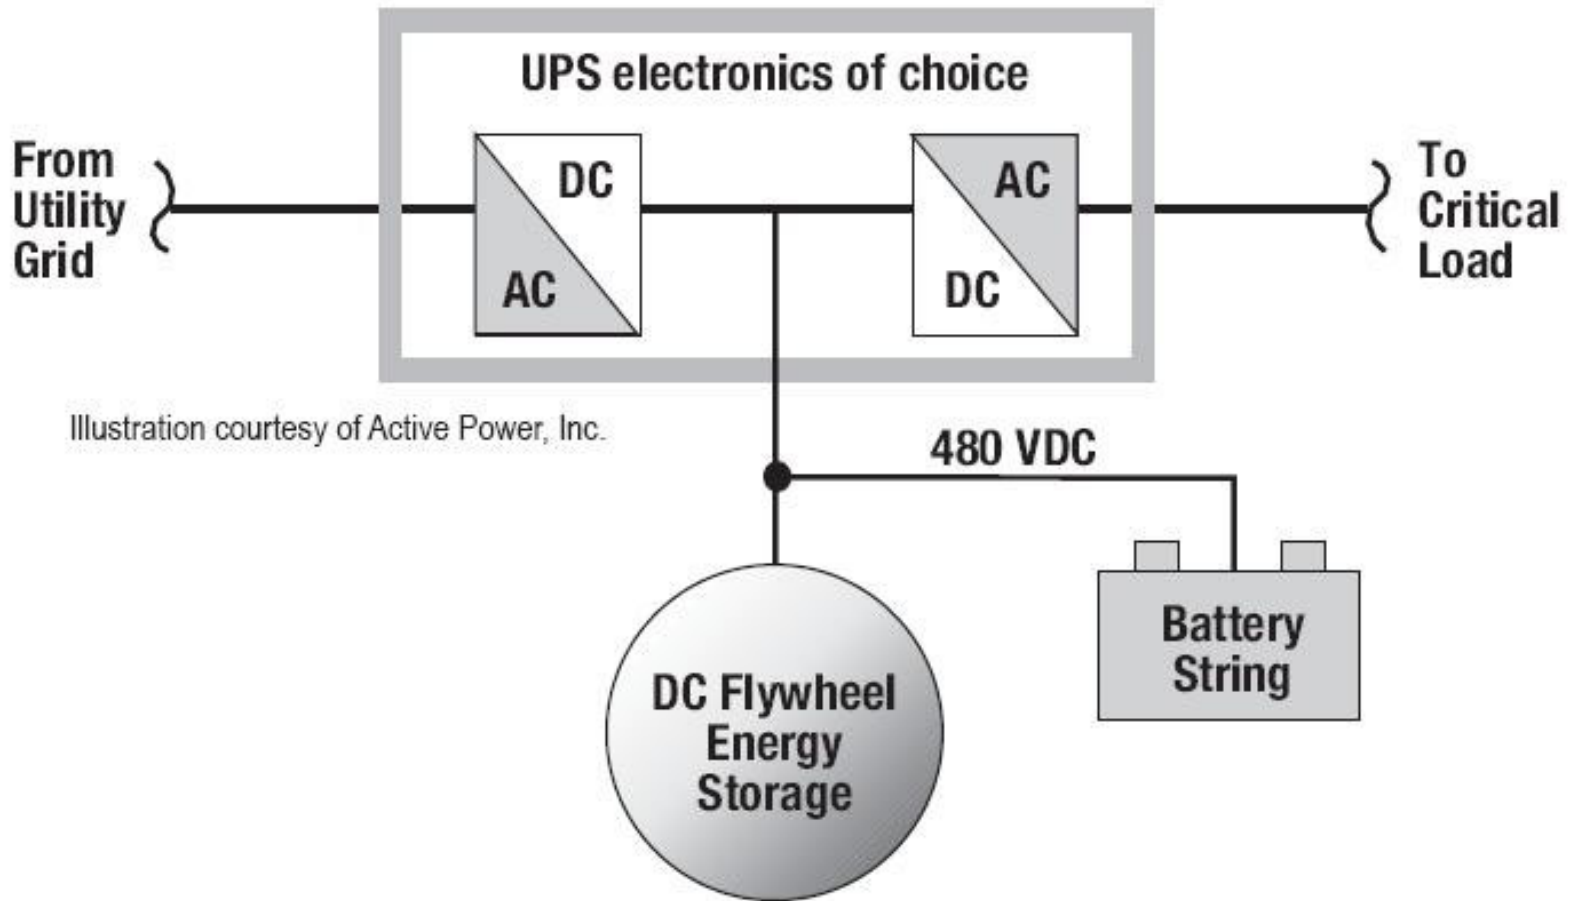 UPS electronics of choice
From
Utility
Grid
DC
AC
AC
DC
To
Critical
Load
Illustration courtesy of Active Power, Inc.
480 VDC
Battery
String
DC Flywheel
Energy
Storage